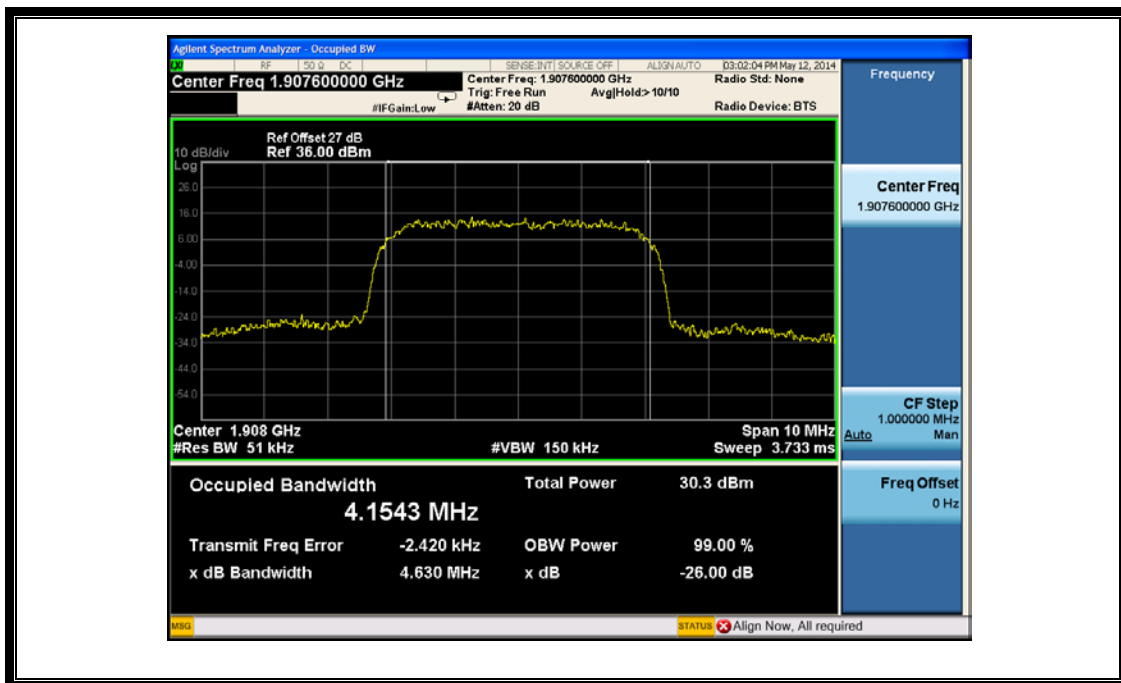 Agilent Spectrum Analyzer - Occupied BW
RF 50 Ω DC SENSE:INT SOURCE OFF ALIGN AUTO 03:02:04 PM May 12, 2014
Center Freq 1.907600000 GHz
Center Freq: 1.907600000 GHz
Radio Std: None
Trig: Free Run Avg|Hold:> 10/10
#IFGain:Low
#Atten: 20 dB
Radio Device: BTS
Ref Offset 27 dB
10 dB/div Ref 36.00 dBm
Log
26.0
16.0
6.00
-4.00
-14.0
-24.0
-34.0
-44.0
-54.0
Center 1.908 GHz Span 10 MHz
#Res BW 51 kHz #VBW 150 kHz Sweep 3.733 ms
Occupied Bandwidth Total Power 30.3 dBm
4.1543 MHz
Transmit Freq Error -2.420 kHz OBW Power 99.00 %
x dB Bandwidth 4.630 MHz x dB -26.00 dB
Frequency
Center Freq
1.907600000 GHz
CF Step
1.000000 MHz
Auto Man
Freq Offset
0 Hz
MSG STATUS Align Now, All required